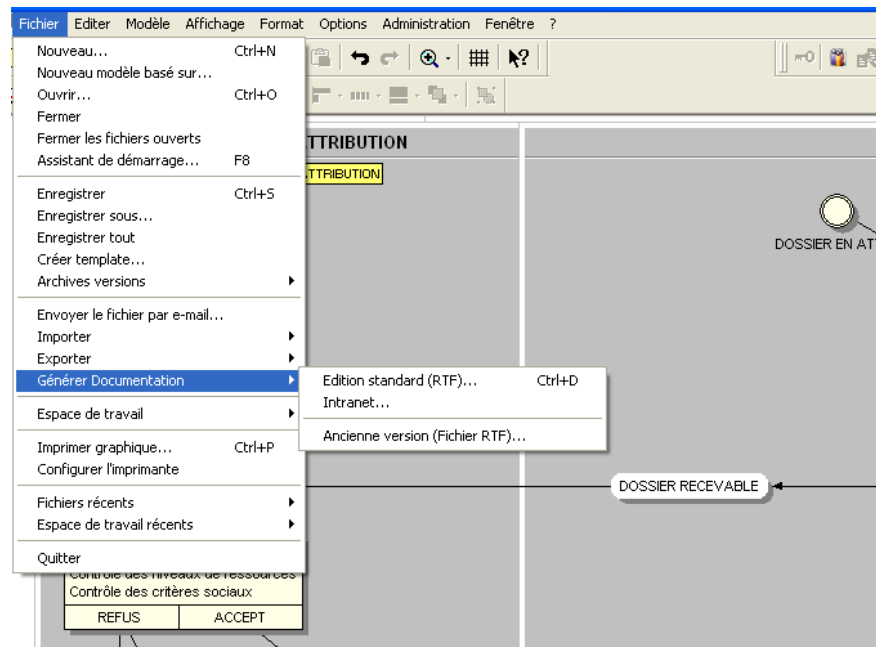 Fichier Editer Modèle Affichage Format Options Administration Fenêtre ?
Nouveau... Ctrl+N
Nouveau modèle basé sur...
Ouvrir... Ctrl+O
Fermer
Fermer les fichiers ouverts
Assistant de démarrage... F8
Enregistrer Ctrl+S
Enregistrer sous...
Enregistrer tout
Créer template...
Archives versions
Envoyer le fichier par e-mail...
Importer
Exporter
Générer Documentation
Espace de travail
Imprimer graphique... Ctrl+P
Configurer l'imprimante
Fichiers récents
Espace de travail récents
Quitter
Edition standard (RTF)... Ctrl+D
Intranet...
Ancienne version (Fichier RTF)...
TTRIBUTION
TTRIBUTION
DOSSIER EN AT
DOSSIER RECEVABLE
Contrôle des niveaux de ressources
Contrôle des critères sociaux
REFUS ACCEPT